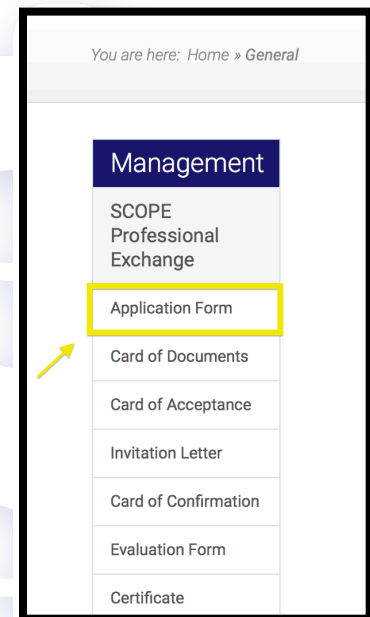 You are here: Home » General
Management
SCOPE
Professional
Exchange
Application Form
Card of Documents
Card of Acceptance
Invitation Letter
Card of Confirmation
Evaluation Form
Certificate